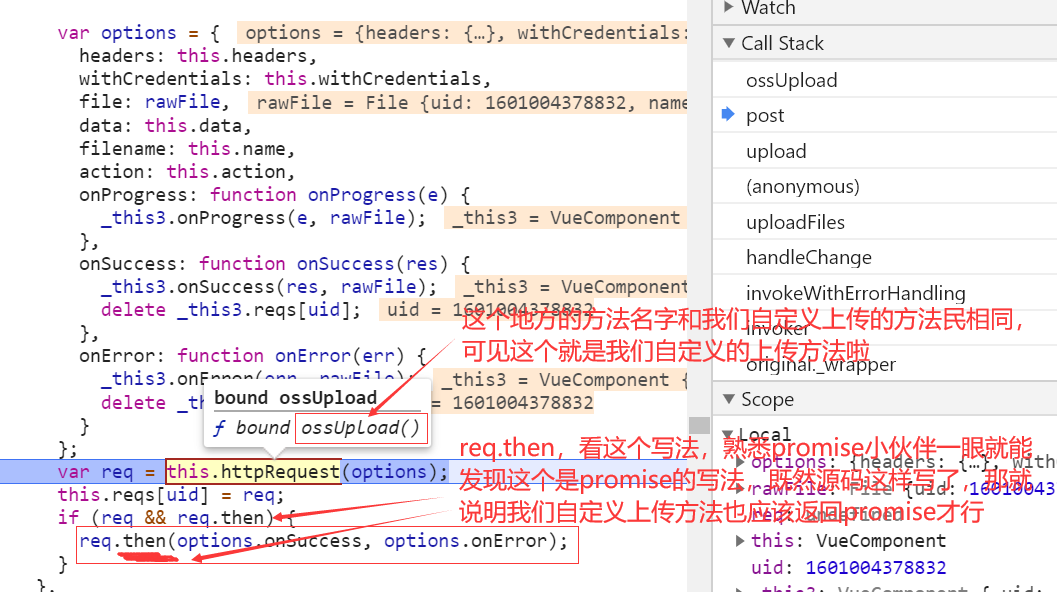 var options = { options = {headers: {…}, withCredentials:
headers: this.headers,
withCredentials: this.withCredentials,
file: rawFile, rawFile = File {uid: 1601004378832, name
data: this.data,
filename: this.name,
action: this.action,
onProgress: function onProgress(e) {
_this3.onProgress(e, rawFile); _this3 = VueComponent
},
onSuccess: function onSuccess(res) {
_this3.onSuccess(res, rawFile); _this3 = VueComponent
delete _this3.reqs[uid]; uid = 1601004378832
},
onError: function onError(err) {
_this3.onError(err, rawFile); _this3 = VueComponent {
delete _th = 1601004378832
}
};
var req = this.httpRequest(options);
this.reqs[uid] = req;
if (req && req.then) {
req.then(options.onSuccess, options.onError);
}
},
bound ossUpload
ƒ bound ossUpload()
这个地方的方法名字和我们自定义上传的方法民相同，
可见这个就是我们自定义的上传方法啦
req.then，看这个写法，熟悉promise小伙伴一眼就能
发现这个是promise的写法，既然源码这样写了，那就
说明我们自定义上传方法也应该返回promise才行
Watch
Call Stack
ossUpload
post
upload
(anonymous)
uploadFiles
handleChange
invokeWithErrorHandling
invoker
original._wrapper
Scope
Local
options: {headers: {…}, with
rawFile: File {uid: 16010043
req: undefined
this: VueComponent
uid: 1601004378832
_this3: VueComponent {_uid: